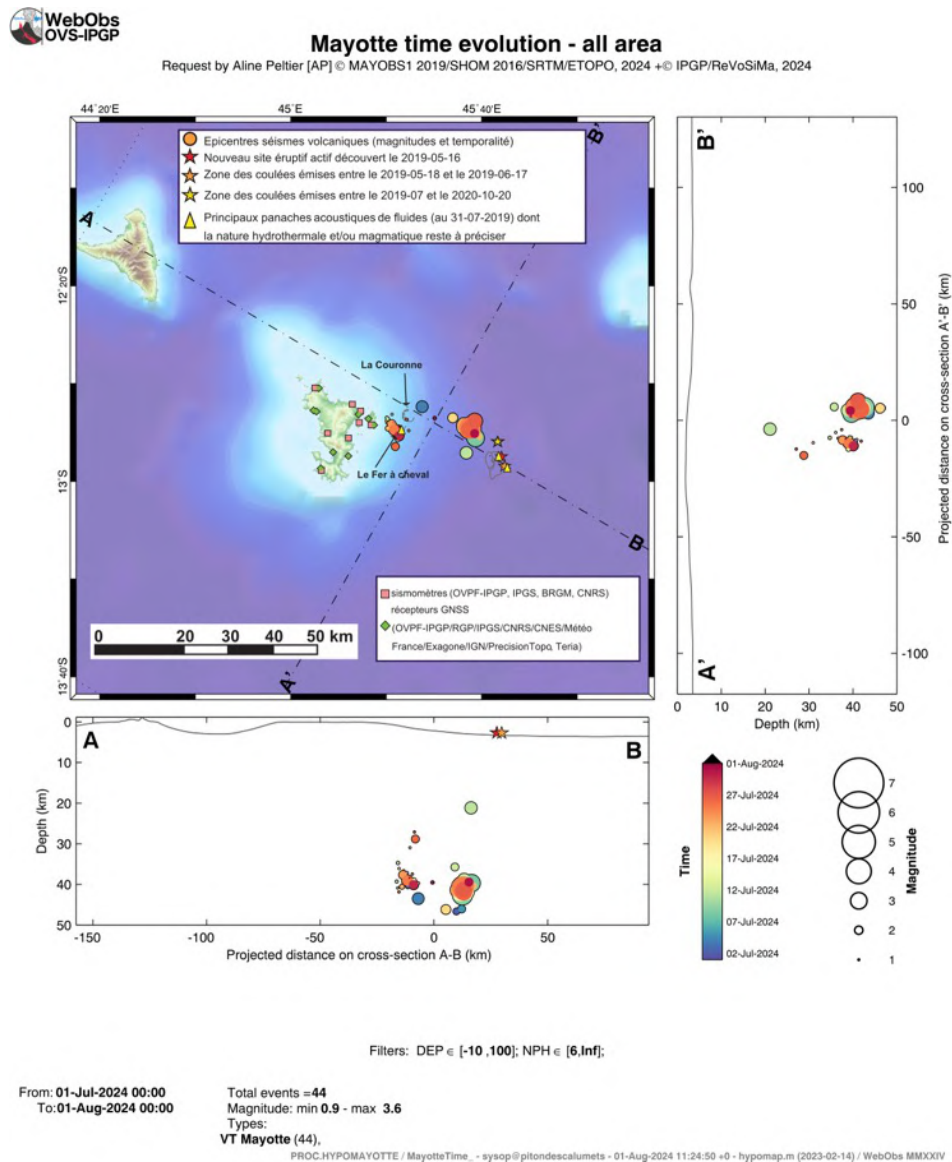 WebObs
OVS-IPGP
Mayotte time evolution - all area
Request by Aline Peltier [AP] © MAYOBS1 2019/SHOM 2016/SRTM/ETOPO, 2024 +© IPGP/ReVoSiMa, 2024
44˚20'E
45˚E
45˚40'E
Epicentres séismes volcaniques (magnitudes et temporalité)
Nouveau site éruptif actif découvert le 2019-05-16
Zone des coulées émises entre le 2019-05-18 et le 2019-06-17
Zone des coulées émises entre le 2019-07 et le 2020-10-20
Principaux panaches acoustiques de fluides (au 31-07-2019) dont
la nature hydrothermale et/ou magmatique reste à préciser
A
B'
12˚20'S
13˚S
13˚40'S
La Couronne
Le Fer à cheval
B
A'
sismomètres (OVPF-IPGP, IPGS, BRGM, CNRS)
récepteurs GNSS
(OVPF-IPGP/RGP/IPGS/CNRS/CNES/Météo
France/Exagone/IGN/PrecisionTopo, Teria)
0 20 30 40 50 km
B'
A'
100
50
0
-50
-100
Projected distance on cross-section A'-B' (km)
0 10 20 30 40 50
Depth (km)
A
B
0
10
20
30
40
50
Depth (km)
-150 -100 -50 0 50
Projected distance on cross-section A-B (km)
Time
01-Aug-2024
27-Jul-2024
22-Jul-2024
17-Jul-2024
12-Jul-2024
07-Jul-2024
02-Jul-2024
7
6
5
4
3
2
1
Magnitude
Filters: DEP ∈ [-10 ,100]; NPH ∈ [6,Inf];
From: 01-Jul-2024 00:00
To:01-Aug-2024 00:00
Total events =44
Magnitude: min 0.9 - max 3.6
Types:
VT Mayotte (44),
PROC.HYPOMAYOTTE / MayotteTime_ - sysop@pitondescalumets - 01-Aug-2024 11:24:50 +0 - hypomap.m (2023-02-14) / WebObs MMXXIV